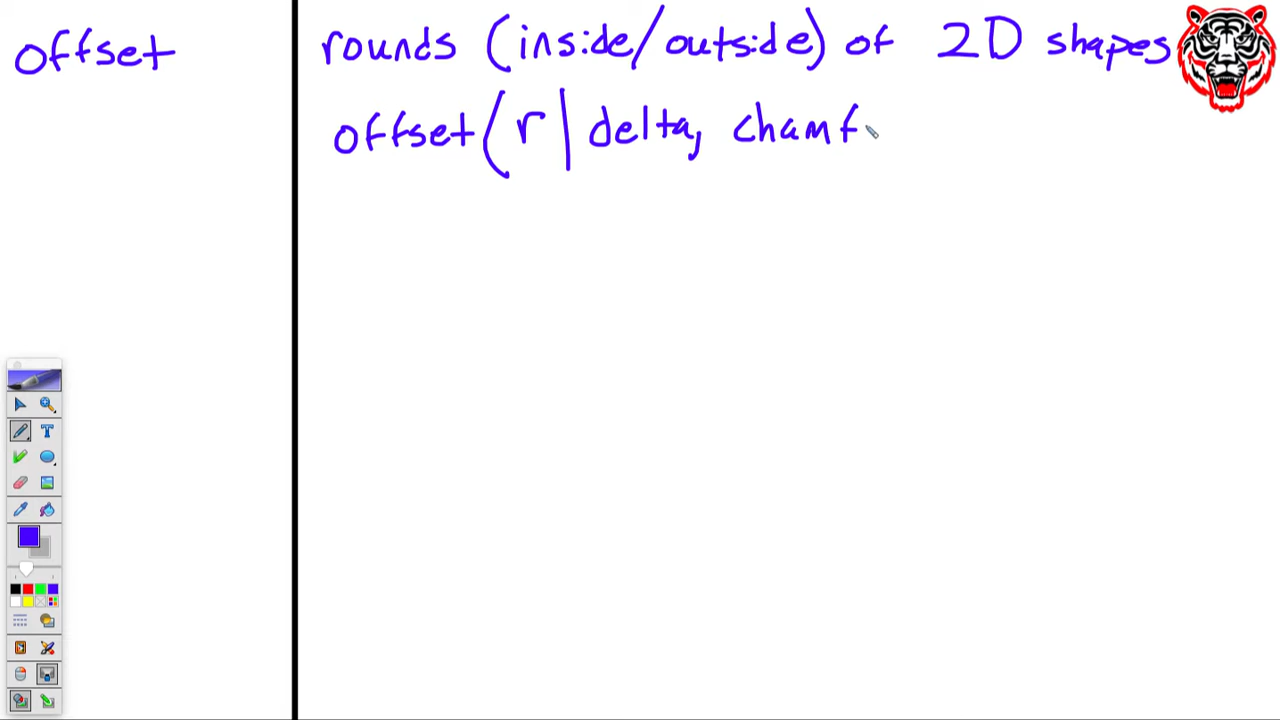 offset
rounds (inside/outside) of 2D shapes
offset(r|delta, chamf
T